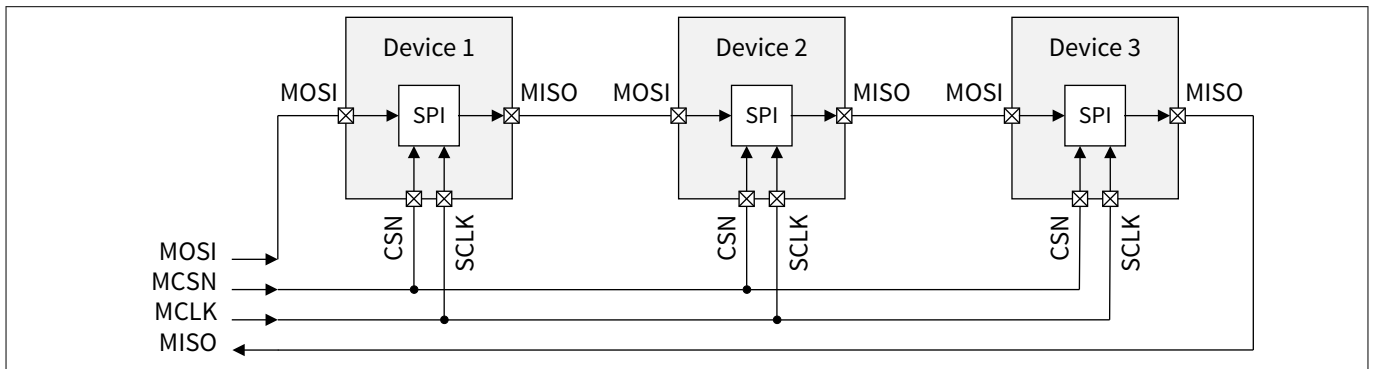 Device 1
Device 2
Device 3
MOSI
SPI
MISO
MOSI
SPI
MISO
MOSI
SPI
MISO
CSN
SCLK
CSN
SCLK
CSN
SCLK
MOSI
MCSN
MCLK
MISO